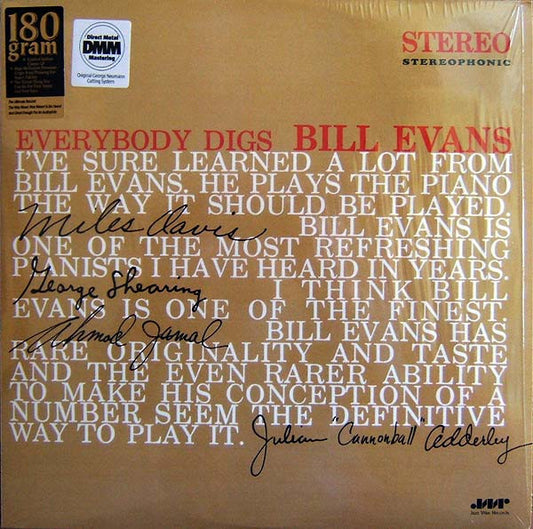 180
gram
Direct Metal
DMM
Mastering
Original George Neumann
Cutting System
STEREO
STEREOPHONIC
EVERYBODY DIGS BILL EVANS
I'VE SURE LEARNED A LOT FROM
BILL EVANS. HE PLAYS THE PIANO
THE WAY IT SHOULD BE PLAYED.
Miles Davis BILL EVANS IS
ONE OF THE MOST REFRESHING
PIANISTS I HAVE HEARD IN YEARS.
George Shearing I THINK BILL
EVANS IS ONE OF THE FINEST.
Ahmad Jamal BILL EVANS HAS
RARE ORIGINALITY AND TASTE
AND THE EVEN RARER ABILITY
TO MAKE HIS CONCEPTION OF A
NUMBER SEEM THE DEFINITIVE
WAY TO PLAY IT. Julian "Cannonball" Adderley
Jazz Wax Records